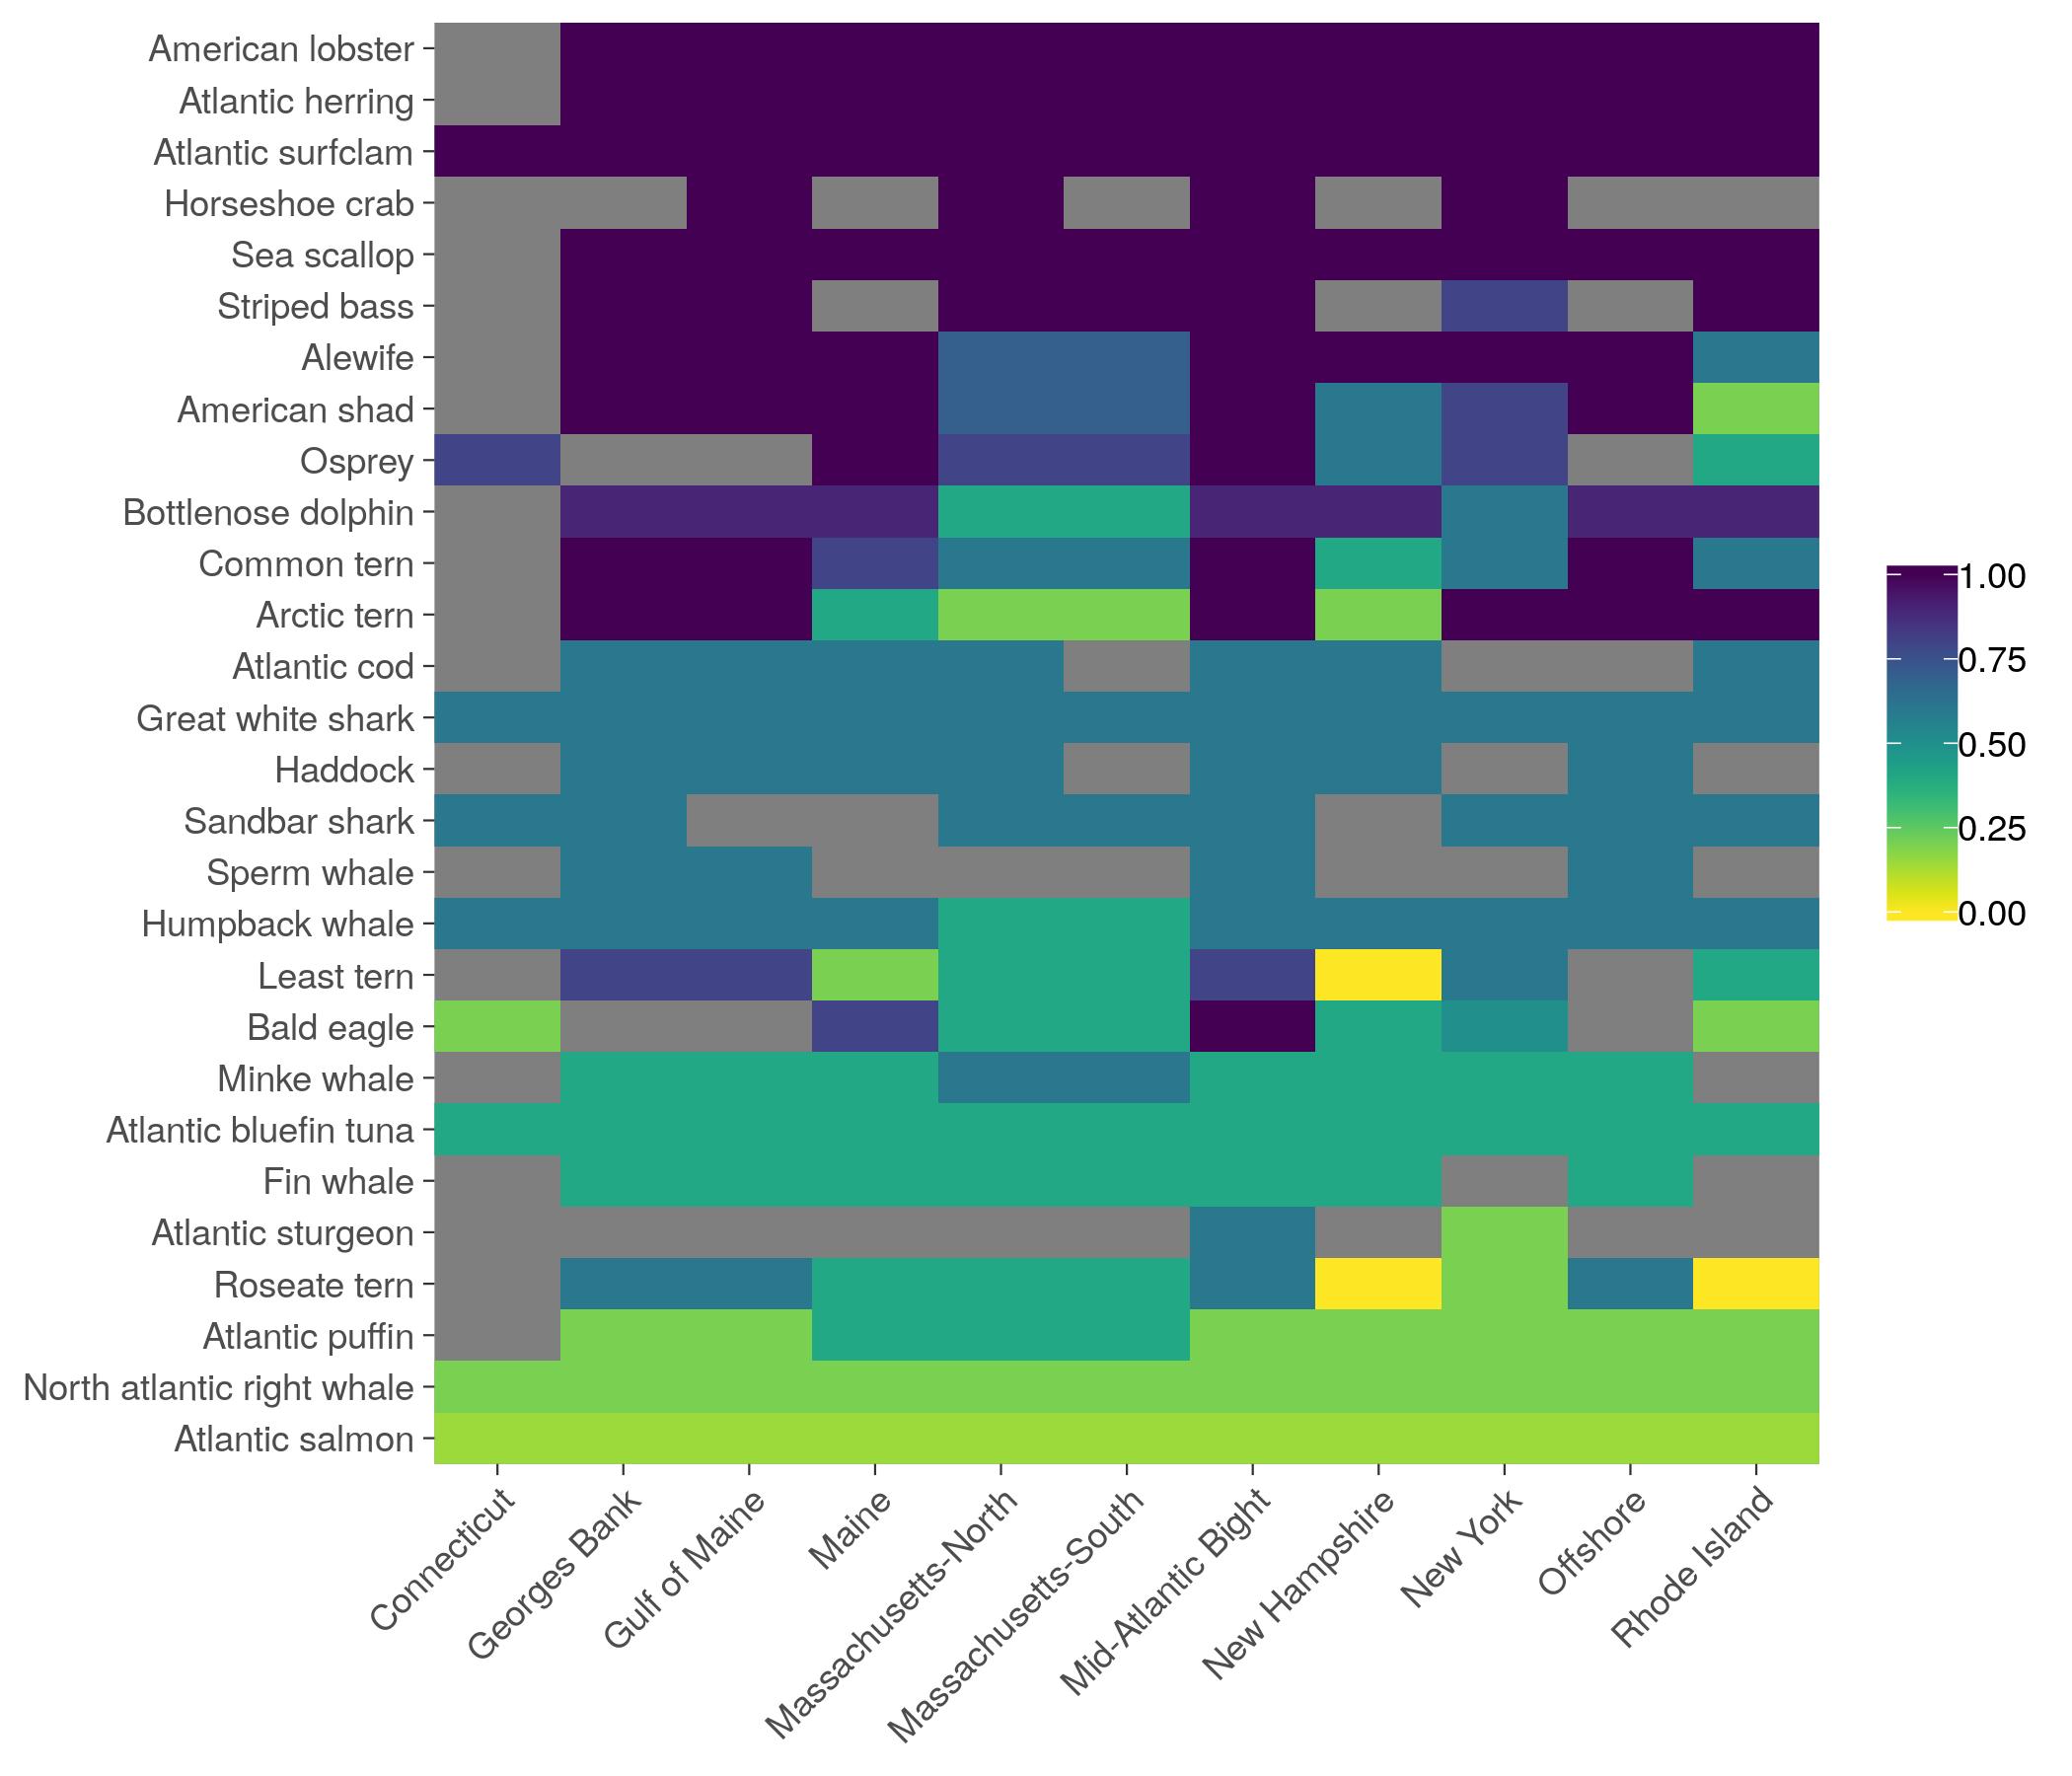 American lobster
Atlantic herring
Atlantic surfclam
Horseshoe crab
Sea scallop
Striped bass
Alewife
American shad
Osprey
Bottlenose dolphin
Common tern
Arctic tern
Atlantic cod
Great white shark
Haddock
Sandbar shark
Sperm whale
Humpback whale
Least tern
Bald eagle
Minke whale
Atlantic bluefin tuna
Fin whale
Atlantic sturgeon
Roseate tern
Atlantic puffin
North atlantic right whale
Atlantic salmon
Connecticut
Georges Bank
Gulf of Maine
Maine
Massachusetts-North
Massachusetts-South
Mid-Atlantic Bight
New Hampshire
New York
Offshore
Rhode Island
1.00
0.75
0.50
0.25
0.00